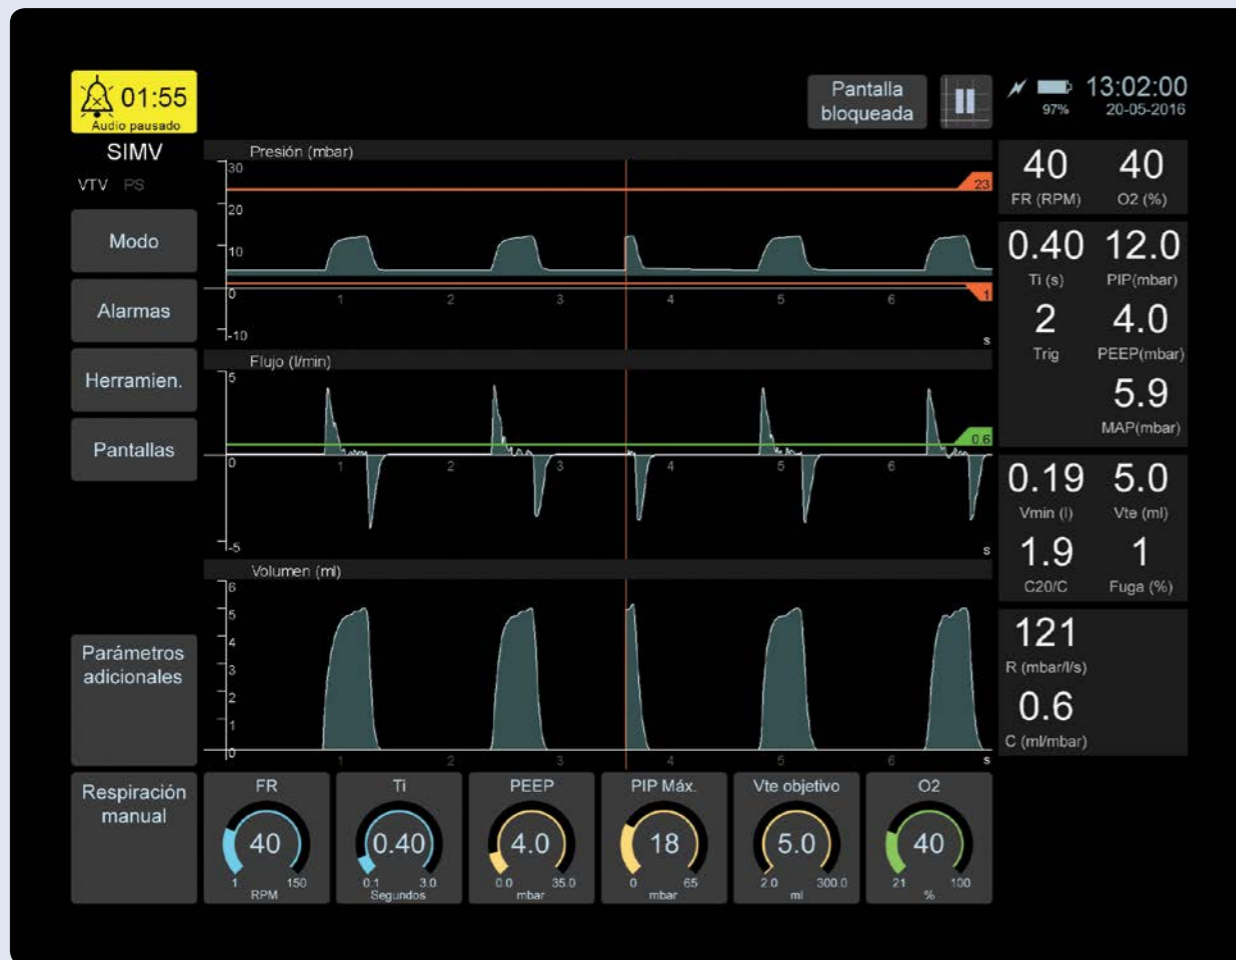 01:55
Audio pausado
Pantalla
bloqueada
97%
13:02:00
20-05-2016
SIMV
VTV PS
Modo
Alarmas
Herramien.
Pantallas
Parámetros
adicionales
Respiración
manual
Presión (mbar)
30
23
20
10
0
1 2 3 4 5 6
1
-10
s
Flujo (l/min)
5
0.6
0
1 2 3 4 5 6
-5
s
Volumen (ml)
6
5
4
3
2
1
0
1 2 3 4 5 6
s
40 40
FR (RPM) O2 (%)
0.40 12.0
Ti (s) PIP(mbar)
2 4.0
Trig PEEP(mbar)
5.9
MAP(mbar)
0.19 5.0
Vmin (l) Vte (ml)
1.9 1
C20/C Fuga (%)
121
R (mbar/l/s)
0.6
C (ml/mbar)
FR
40
1 150
RPM
Ti
0.40
0.1 3.0
Segundos
PEEP
4.0
0.0 35.0
mbar
PIP Máx.
18
0 65
mbar
Vte objetivo
5.0
2.0 300.0
ml
O2
40
21 100
%